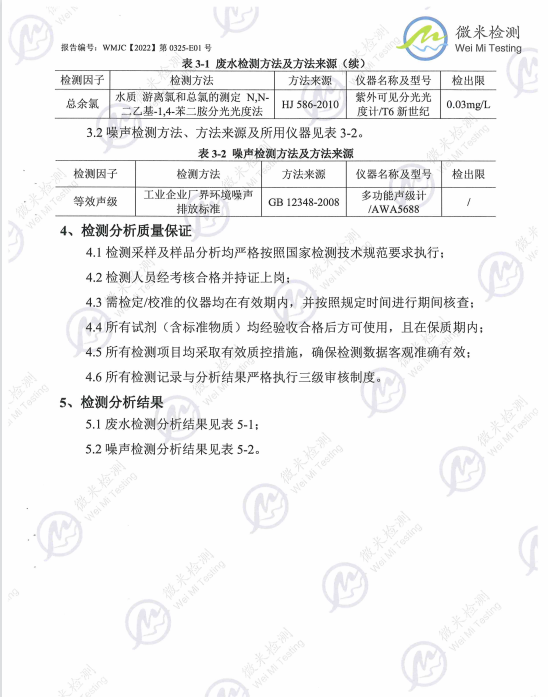 微米检测
Wei Mi Testing
报告编号：WMJC【2022】第 0325-E01 号
表 3-1 废水检测方法及方法来源（续）
检测因子 检测方法 方法来源 仪器名称及型号 检出限
总余氯 水质 游离氯和总氯的测定 N,N-二乙基-1,4-苯二胺分光光度法 HJ 586-2010 紫外可见分光光度计/T6 新世纪 0.03mg/L
3.2 噪声检测方法、方法来源及所用仪器见表 3-2。
表 3-2 噪声检测方法及方法来源
检测因子 检测方法 方法来源 仪器名称及型号 检出限
等效声级 工业企业厂界环境噪声排放标准 GB 12348-2008 多功能声级计/AWA5688 /
4、检测分析质量保证
4.1 检测采样及样品分析均严格按照国家检测技术规范要求执行；
4.2 检测人员经考核合格并持证上岗；
4.3 需检定/校准的仪器均在有效期内，并按照规定时间进行期间核查；
4.4 所有试剂（含标准物质）均经验收合格后方可使用，且在保质期内；
4.5 所有检测项目均采取有效质控措施，确保检测数据客观准确有效；
4.6 所有检测记录与分析结果严格执行三级审核制度。
5、检测分析结果
5.1 废水检测分析结果见表 5-1；
5.2 噪声检测分析结果见表 5-2。